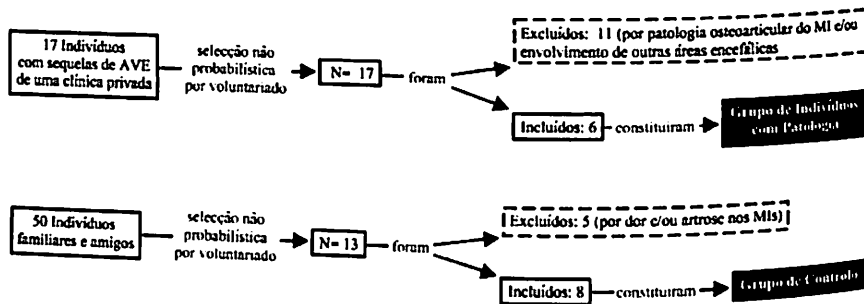 17 Indivíduos
com sequelas de AVE
de uma clínica privada
selecção não
probabilística
por voluntariado
N= 17
foram
Excluídos: 11 (por patologia osteoarticular do MI e/ou
envolvimento de outras áreas encefálicas
Incluídos: 6
constituiram
Grupo de Indivíduos
com Patologia
50 Indivíduos
familiares e amigos
selecção não
probabilística
por voluntariado
N= 13
foram
Excluídos: 5 (por dor e/ou artrose nos MIs)
Incluídos: 8
constituiram
Grupo de Controlo